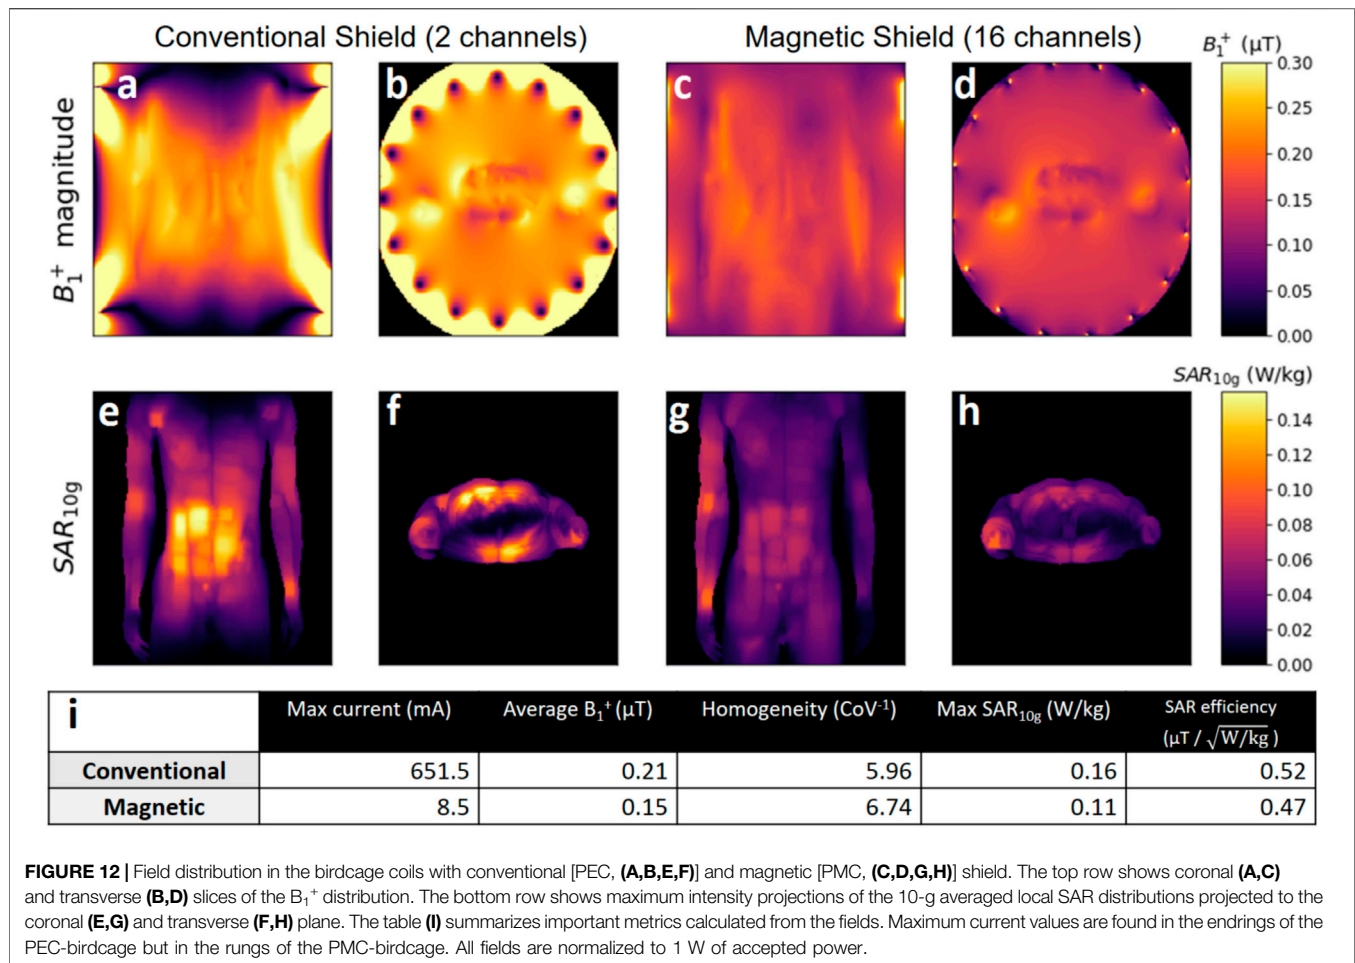 Conventional Shield (2 channels)
Magnetic Shield (16 channels)
B₁⁺ (μT)
B₁⁺ magnitude
a
b
c
d
0.30
0.25
0.20
0.15
0.10
0.05
0.00
SAR₁₀g (W/kg)
SAR₁₀g
e
f
g
h
0.14
0.12
0.10
0.08
0.06
0.04
0.02
0.00
i Max current (mA) Average B₁⁺ (μT) Homogeneity (CoV⁻¹) Max SAR₁₀g (W/kg) SAR efficiency
(μT / √W/kg )
Conventional 651.5 0.21 5.96 0.16 0.52
Magnetic 8.5 0.15 6.74 0.11 0.47
FIGURE 12 | Field distribution in the birdcage coils with conventional [PEC, (A,B,E,F)] and magnetic [PMC, (C,D,G,H)] shield. The top row shows coronal (A,C)
and transverse (B,D) slices of the B₁⁺ distribution. The bottom row shows maximum intensity projections of the 10-g averaged local SAR distributions projected to the
coronal (E,G) and transverse (F,H) plane. The table (I) summarizes important metrics calculated from the fields. Maximum current values are found in the endrings of the
PEC-birdcage but in the rungs of the PMC-birdcage. All fields are normalized to 1 W of accepted power.